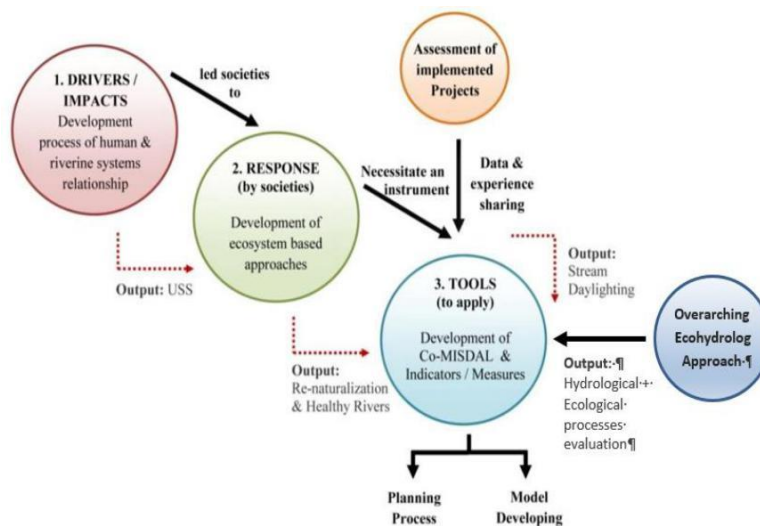 1. DRIVERS /
IMPACTS
Development
process of human &
riverine systems
relationship
led societies
to
Assessment of
implemented
Projects
2. RESPONSE
(by societies)
Development of
ecosystem based
approaches
Necessitate an
instrument
Data &
experience
sharing
Output: USS
Output:
Stream
Daylighting
3. TOOLS
(to apply)
Development of
Co-MISDAL &
Indicators / Measures
Overarching
Ecohydrolog
Approach·¶
Output:
Re-naturalization
& Healthy Rivers
Output:·¶
Hydrological·+·
Ecological·
processes·
evaluation¶
Planning
Process
Model
Developing